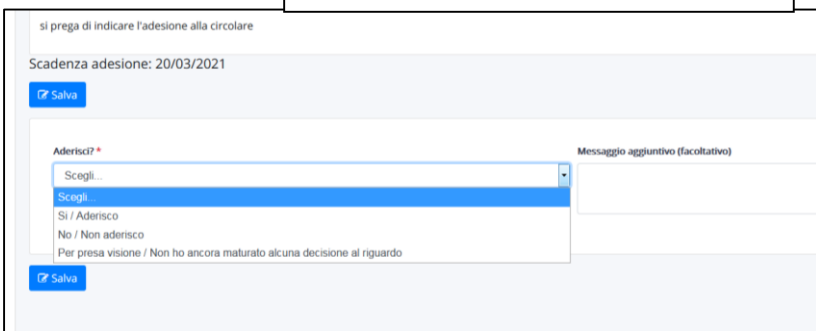 si prega di indicare l'adesione alla circolare
Scadenza adesione: 20/03/2021
Salva
Aderisci? *
Messaggio aggiuntivo (facoltativo)
Scegli...
Scegli...
Si / Aderisco
No / Non aderisco
Per presa visione / Non ho ancora maturato alcuna decisione al riguardo
Salva